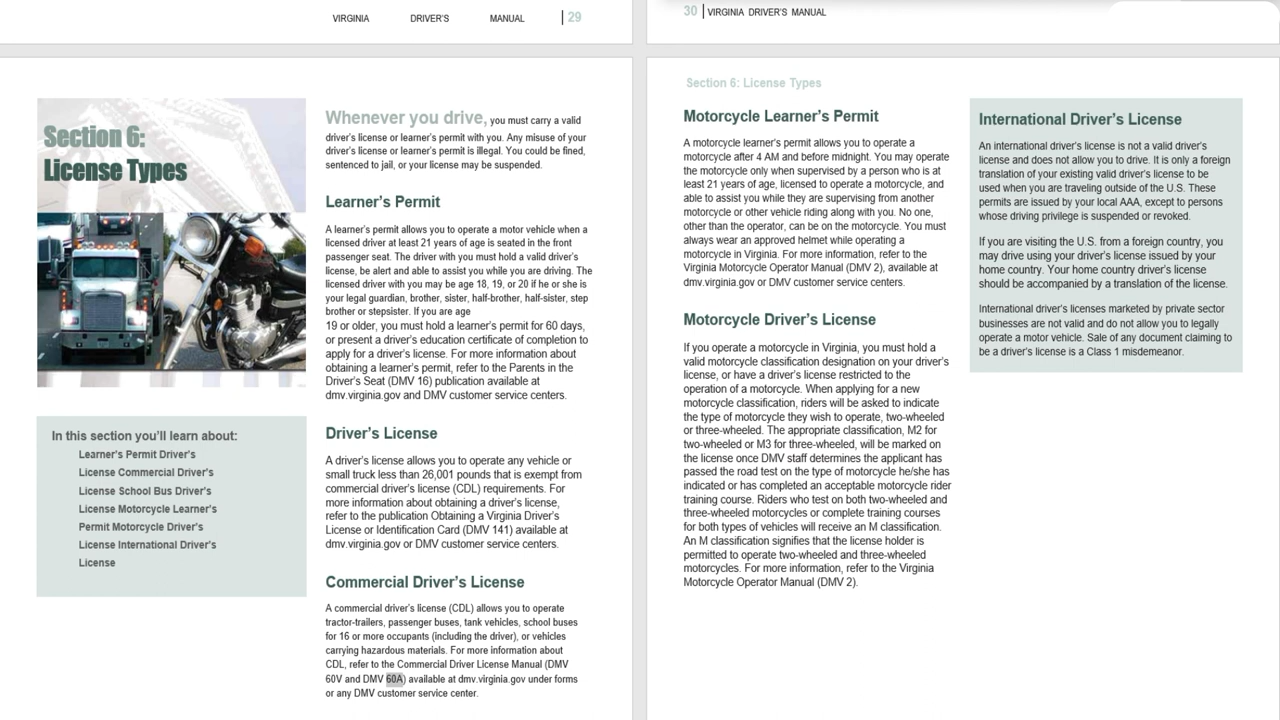 VIRGINIA DRIVER'S MANUAL | 29
Section 6:
License Types
In this section you'll learn about:
Learner's Permit Driver's
License Commercial Driver's
License School Bus Driver's
License Motorcycle Learner's
Permit Motorcycle Driver's
License International Driver's
License
Whenever you drive, you must carry a valid
driver's license or learner's permit with you. Any misuse of your
driver's license or learner's permit is illegal. You could be fined,
sentenced to jail, or your license may be suspended.
Learner's Permit
A learner's permit allows you to operate a motor vehicle when a
licensed driver at least 21 years of age is seated in the front
passenger seat. The driver with you must hold a valid driver's
license, be alert and able to assist you while you are driving. The
licensed driver with you may be age 18, 19, or 20 if he or she is
your legal guardian, brother, sister, half-brother, half-sister, step
brother or stepsister. If you are age
19 or older, you must hold a learner's permit for 60 days,
or present a driver's education certificate of completion to
apply for a driver's license. For more information about
obtaining a learner's permit, refer to the Parents in the
Driver's Seat (DMV 16) publication available at
dmv.virginia.gov and DMV customer service centers.
Driver's License
A driver's license allows you to operate any vehicle or
small truck less than 26,001 pounds that is exempt from
commercial driver's license (CDL) requirements. For
more information about obtaining a driver's license,
refer to the publication Obtaining a Virginia Driver's
License or Identification Card (DMV 141) available at
dmv.virginia.gov or DMV customer service centers.
Commercial Driver's License
A commercial driver's license (CDL) allows you to operate
tractor-trailers, passenger buses, tank vehicles, school buses
for 16 or more occupants (including the driver), or vehicles
carrying hazardous materials. For more information about
CDL, refer to the Commercial Driver License Manual (DMV
60V and DMV 60A) available at dmv.virginia.gov under forms
or any DMV customer service center.
30 | VIRGINIA DRIVER'S MANUAL
Section 6: License Types
Motorcycle Learner's Permit
A motorcycle learner's permit allows you to operate a
motorcycle after 4 AM and before midnight. You may operate
the motorcycle only when supervised by a person who is at
least 21 years of age, licensed to operate a motorcycle, and
able to assist you while they are supervising from another
motorcycle or other vehicle riding along with you. No one,
other than the operator, can be on the motorcycle. You must
always wear an approved helmet while operating a
motorcycle in Virginia. For more information, refer to the
Virginia Motorcycle Operator Manual (DMV 2), available at
dmv.virginia.gov or DMV customer service centers.
Motorcycle Driver's License
If you operate a motorcycle in Virginia, you must hold a
valid motorcycle classification designation on your driver's
license, or have a driver's license restricted to the
operation of a motorcycle. When applying for a new
motorcycle classification, riders will be asked to indicate
the type of motorcycle they wish to operate, two-wheeled
or three-wheeled. The appropriate classification, M2 for
two-wheeled or M3 for three-wheeled, will be marked on
the license once DMV staff determines the applicant has
passed the road test on the type of motorcycle he/she has
indicated or has completed an acceptable motorcycle rider
training course. Riders who test on both two-wheeled and
three-wheeled motorcycles or complete training courses
for both types of vehicles will receive an M classification.
An M classification signifies that the license holder is
permitted to operate two-wheeled and three-wheeled
motorcycles. For more information, refer to the Virginia
Motorcycle Operator Manual (DMV 2).
International Driver's License
An international driver's license is not a valid driver's
license and does not allow you to drive. It is only a foreign
translation of your existing valid driver's license to be
used when you are traveling outside of the U.S. These
permits are issued by your local AAA, except to persons
whose driving privilege is suspended or revoked.
If you are visiting the U.S. from a foreign country, you
may drive using your driver's license issued by your
home country. Your home country driver's license
should be accompanied by a translation of the license.
International driver's licenses marketed by private sector
businesses are not valid and do not allow you to legally
operate a motor vehicle. Sale of any document claiming to
be a driver's license is a Class 1 misdemeanor.